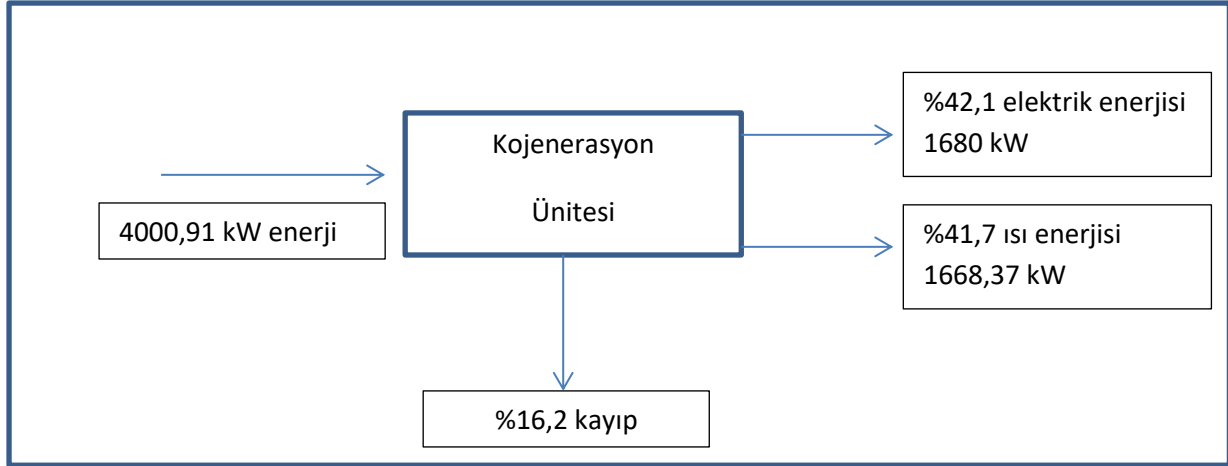 %42,1 elektrik enerjisi
1680 kW
Kojenerasyon
Ünitesi
4000,91 kW enerji
%41,7 ısı enerjisi
1668,37 kW
%16,2 kayıp